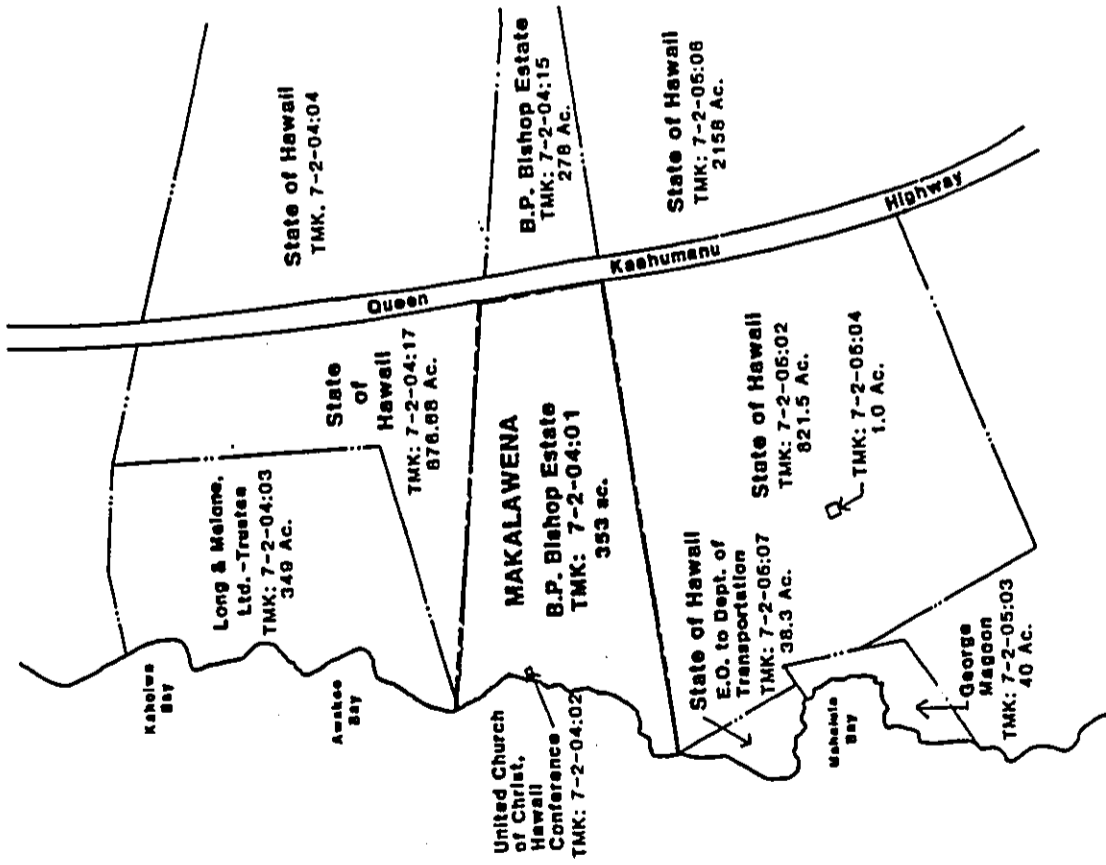 State of Hawaii
TMK. 7-2-04:04
B.P. Bishop Estate
TMK: 7-2-04:15
278 Ac.
State of Hawaii
TMK: 7-2-05:06
2158 Ac.
Queen
Kaahumanu
Highway
Long & Melone,
Ltd.-Trustee
TMK: 7-2-04:03
349 Ac.
State
of
Hawaii
TMK: 7-2-04:17
876.68 Ac.
MAKALAWENA
B.P. Bishop Estate
TMK: 7-2-04:01
353 ac.
State of Hawaii
TMK: 7-2-05:02
821.5 Ac.
TMK: 7-2-05:04
1.0 Ac.
State of Hawaii
E.O. to Dept. of
Transportation
TMK: 7-2-05:07
38.3 Ac.
George
Magoon
TMK: 7-2-05:03
40 Ac.
Kahoiwa
Bay
Awakee
Bay
United Church
of Christ,
Hawaii
Conference
TMK: 7-2-04:02
Mahaiula
Bay